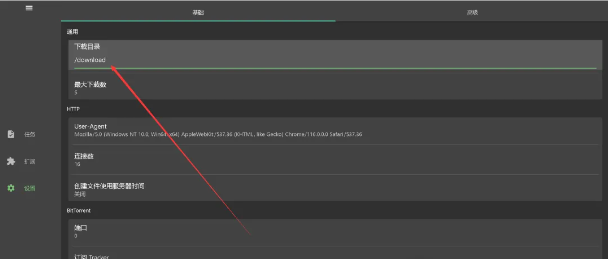 基础
高级
通用
下载目录
/download
最大下载数
5
HTTP
User-Agent
Mozilla/5.0 (Windows NT 10.0; Win64; x64) AppleWebKit/537.36 (KHTML, like Gecko) Chrome/110.0.0.0 Safari/537.36
连接数
16
创建文件使用服务器时间
关闭
BitTorrent
端口
0
订阅 Tracker
任务
扩展
设置